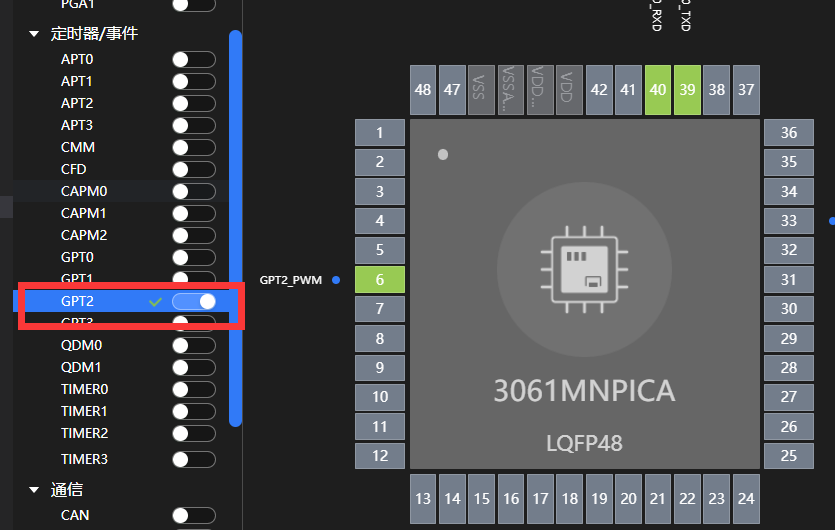 PGA1
定时器/事件
APT0
APT1
APT2
APT3
CMM
CFD
CAPM0
CAPM1
CAPM2
GPT0
GPT1
GPT2
GPT3
QDM0
QDM1
TIMER0
TIMER1
TIMER2
TIMER3
通信
CAN
0_RXD
0_TXD
48 47 VSS VSSA... VDD... VDD 42 41 40 39 38 37
1
2
3
4
5
GPT2_PWM 6
7
8
9
10
11
12
3061MNPICA
LQFP48
36
35
34
33
32
31
30
29
28
27
26
25
13 14 15 16 17 18 19 20 21 22 23 24